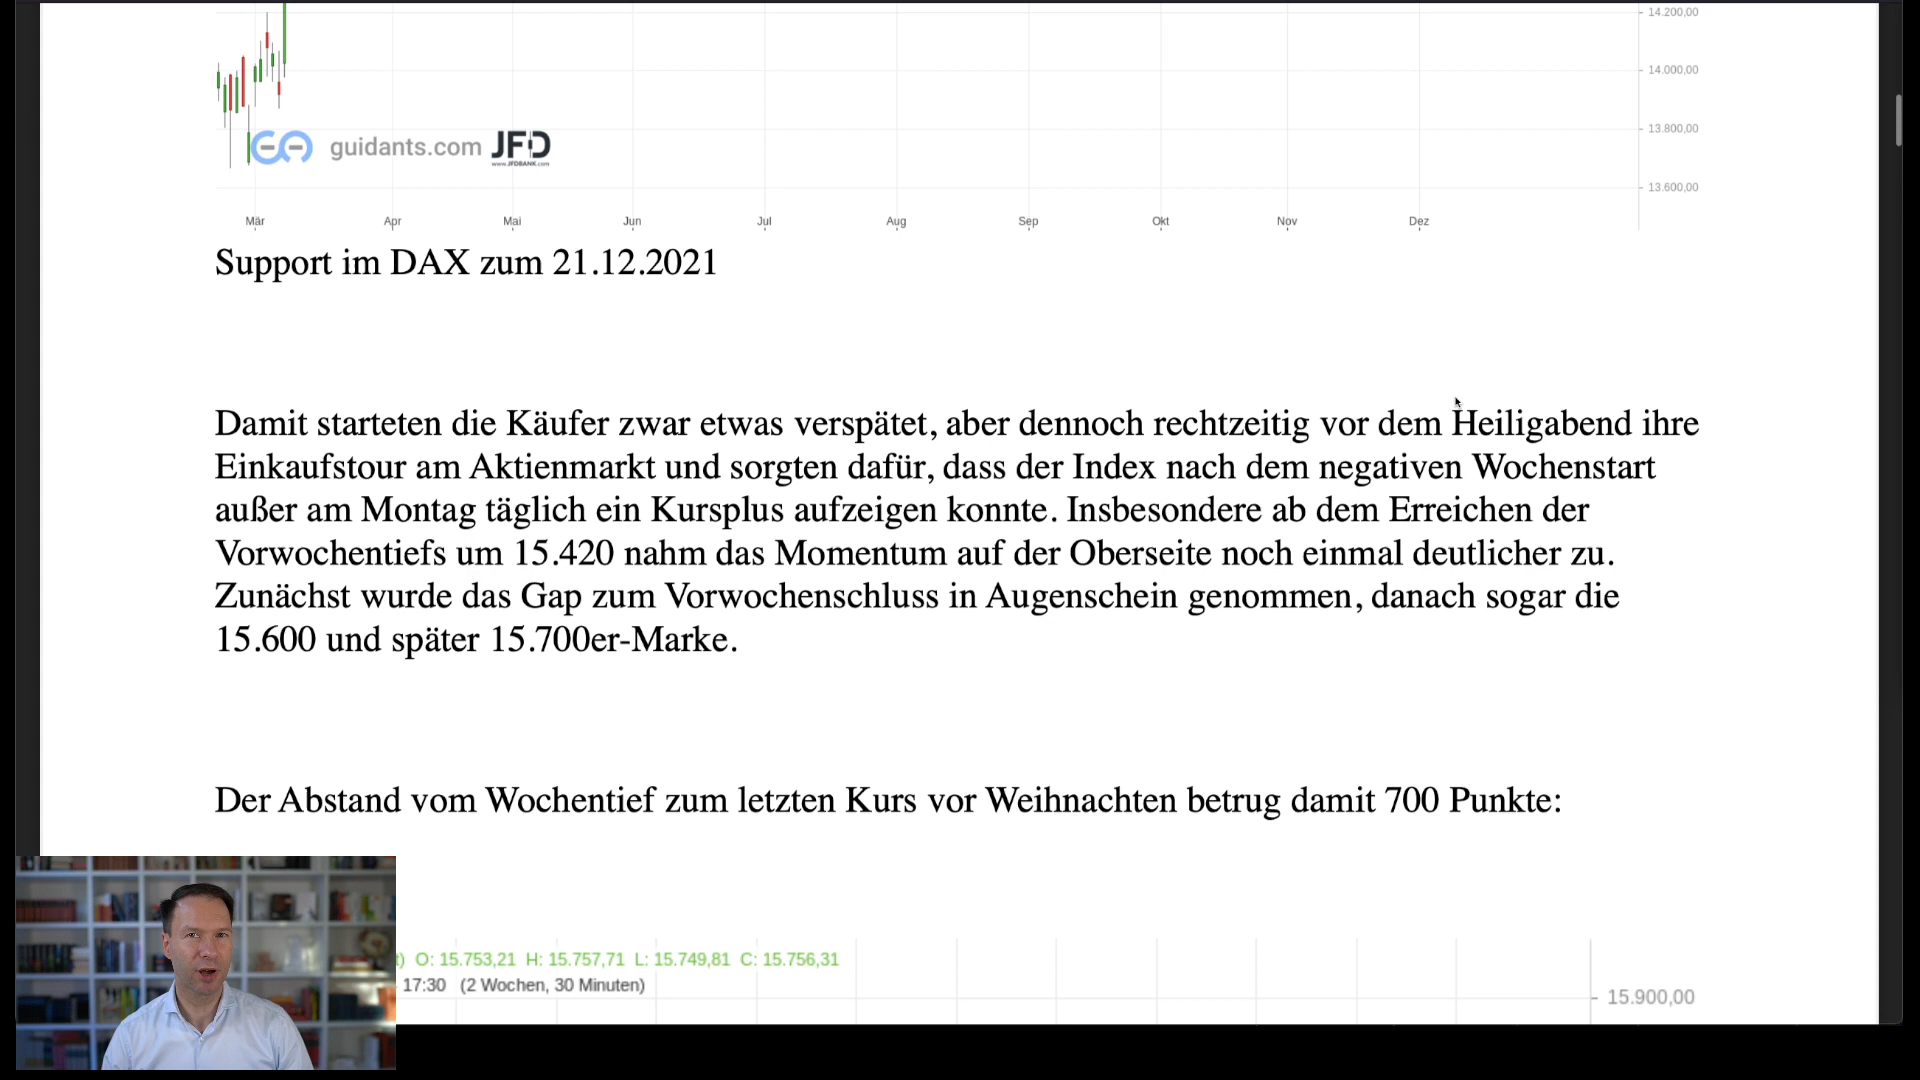 14.200,00
14.000,00
13.800,00
guidants.com JFD
www.JFDBANK.com
13.600,00
Mär Apr Mai Jun Jul Aug Sep Okt Nov Dez
Support im DAX zum 21.12.2021
Damit starteten die Käufer zwar etwas verspätet, aber dennoch rechtzeitig vor dem Heiligabend ihre
Einkaufstour am Aktienmarkt und sorgten dafür, dass der Index nach dem negativen Wochenstart
außer am Montag täglich ein Kursplus aufzeigen konnte. Insbesondere ab dem Erreichen der
Vorwochentiefs um 15.420 nahm das Momentum auf der Oberseite noch einmal deutlicher zu.
Zunächst wurde das Gap zum Vorwochenschluss in Augenschein genommen, danach sogar die
15.600 und später 15.700er-Marke.
Der Abstand vom Wochentief zum letzten Kurs vor Weihnachten betrug damit 700 Punkte:
) O: 15.753,21 H: 15.757,71 L: 15.749,81 C: 15.756,31
17:30 (2 Wochen, 30 Minuten)
15.900,00